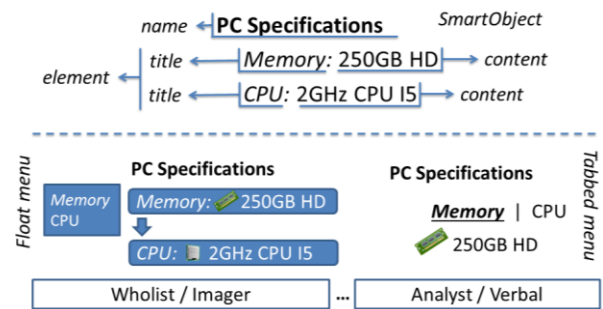 name PC Specifications SmartObject
title Memory: 250GB HD content
element
title CPU: 2GHz CPU I5 content
Float menu
PC Specifications
Memory
CPU
Memory: 250GB HD
CPU: 2GHz CPU I5
PC Specifications
Memory | CPU
250GB HD
Tabbed menu
Wholist / Imager ... Analyst / Verbal